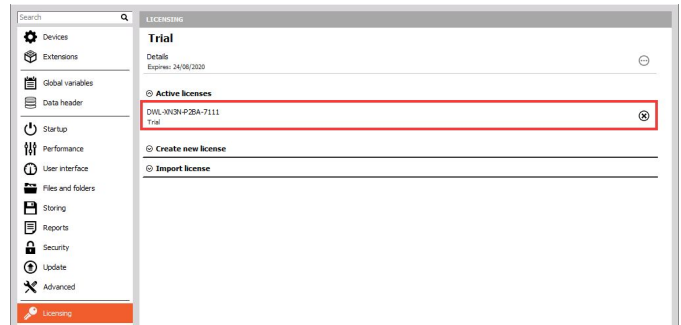 Search
Devices
Extensions
Global variables
Data header
Startup
Performance
User interface
Files and folders
Storing
Reports
Security
Update
Advanced
Licensing
LICENSING
Trial
Details
Expires: 24/08/2020
Active licenses
DWL-XN3N-P2BA-7111
Trial
Create new license
Import license